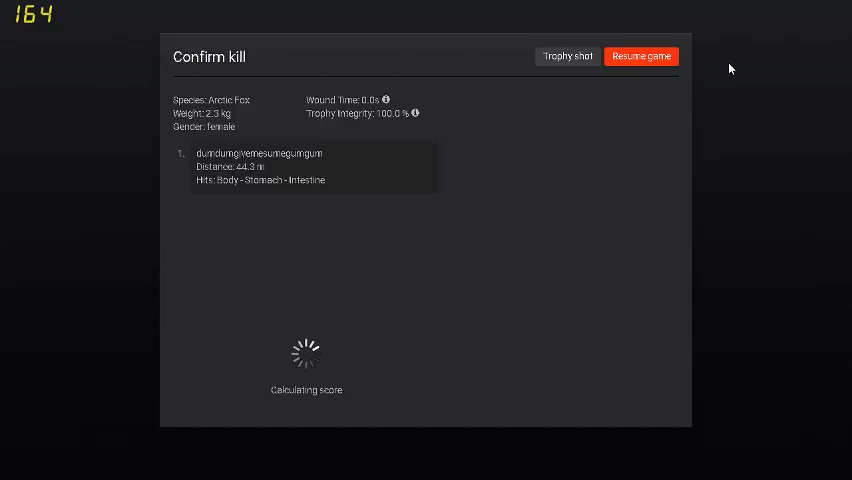 164
Confirm kill
Trophy shot
Resume game
Species: Arctic Fox
Weight: 2.3 kg
Gender: female
Wound Time: 0.0s
Trophy Integrity: 100.0 %
1. dumdumgivemesumegumgum
Distance: 44.3 m
Hits: Body - Stomach - Intestine
Calculating score